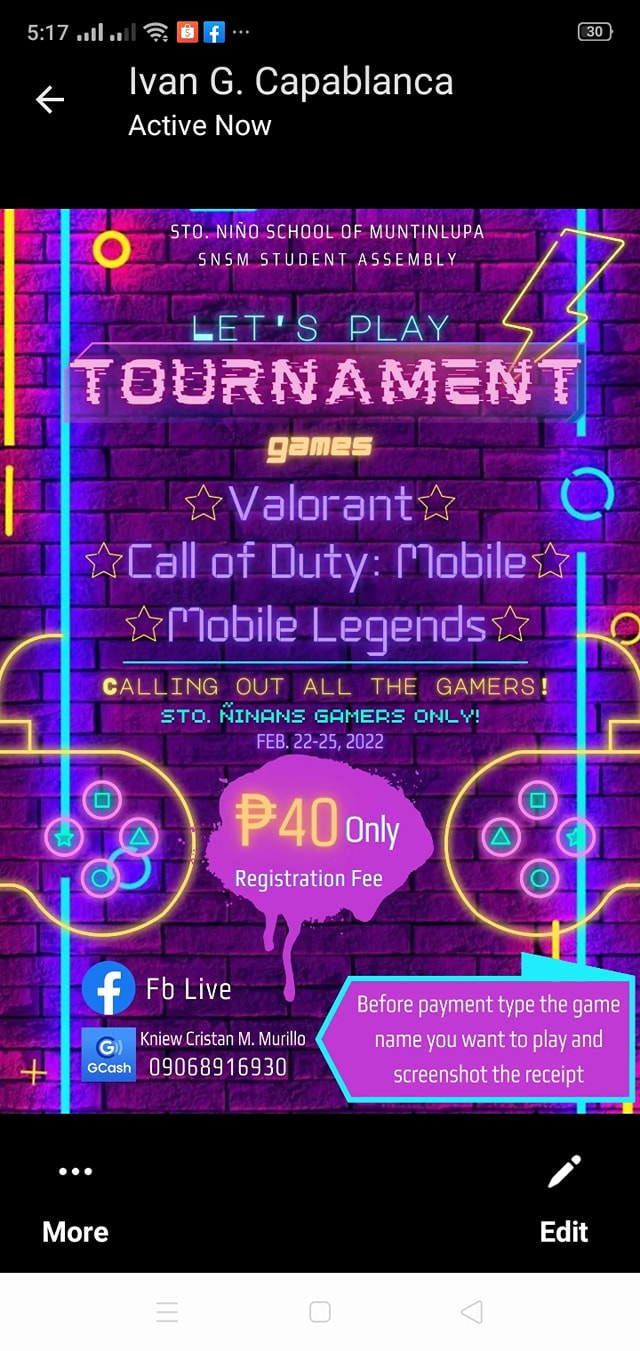 5:17
30
Ivan G. Capablanca
Active Now
STO. NIÑO SCHOOL OF MUNTINLUPA
SNSM STUDENT ASSEMBLY
LET'S PLAY
TOURNAMENT
games
Valorant
Call of Duty: Mobile
Mobile Legends
CALLING OUT ALL THE GAMERS!
STO. ÑINANS GAMERS ONLY!
FEB. 22-25, 2022
₱40 Only
Registration Fee
Fb Live
Before payment type the game
name you want to play and
screenshot the receipt
Kniew Cristan M. Murillo
GCash
09068916930
More
Edit